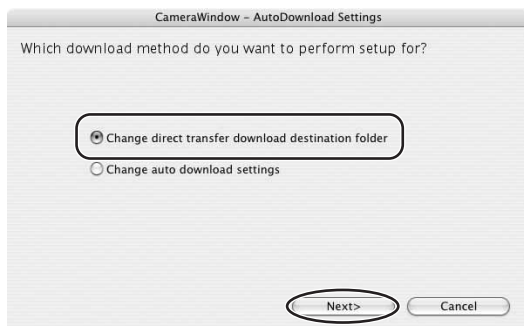 CameraWindow – AutoDownload Settings
Which download method do you want to perform setup for?
Change direct transfer download destination folder
Change auto download settings
Next> Cancel